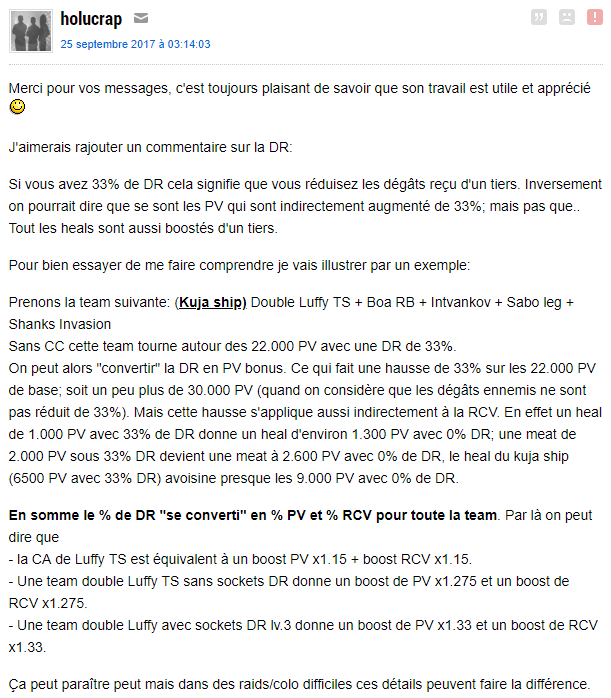 holucrap
25 septembre 2017 à 03:14:03
Merci pour vos messages, c'est toujours plaisant de savoir que son travail est utile et apprécié
J'aimerais rajouter un commentaire sur la DR:
Si vous avez 33% de DR cela signifie que vous réduisez les dégâts reçu d'un tiers. Inversement
on pourrait dire que se sont les PV qui sont indirectement augmenté de 33%; mais pas que..
Tout les heals sont aussi boostés d'un tiers.
Pour bien essayer de me faire comprendre je vais illustrer par un exemple:
Prenons la team suivante: (Kuja ship) Double Luffy TS + Boa RB + Intvankov + Sabo leg +
Shanks Invasion
Sans CC cette team tourne autour des 22.000 PV avec une DR de 33%.
On peut alors "convertir" la DR en PV bonus. Ce qui fait une hausse de 33% sur les 22.000 PV
de base; soit un peu plus de 30.000 PV (quand on considère que les dégâts ennemis ne sont
pas réduit de 33%). Mais cette hausse s'applique aussi indirectement à la RCV. En effet un heal
de 1.000 PV avec 33% de DR donne un heal d'environ 1.300 PV avec 0% DR; une meat de
2.000 PV sous 33% DR devient une meat à 2.600 PV avec 0% de DR, le heal du kuja ship
(6500 PV avec 33% DR) avoisine presque les 9.000 PV avec 0% de DR.
En somme le % de DR "se converti" en % PV et % RCV pour toute la team. Par là on peut
dire que
- la CA de Luffy TS est équivalent à un boost PV x1.15 + boost RCV x1.15.
- Une team double Luffy TS sans sockets DR donne un boost de PV x1.275 et un boost de
RCV x1.275.
- Une team double Luffy avec sockets DR lv.3 donne un boost de PV x1.33 et un boost de RCV
x1.33.
Ça peut paraître peut mais dans des raids/colo difficiles ces détails peuvent faire la différence.